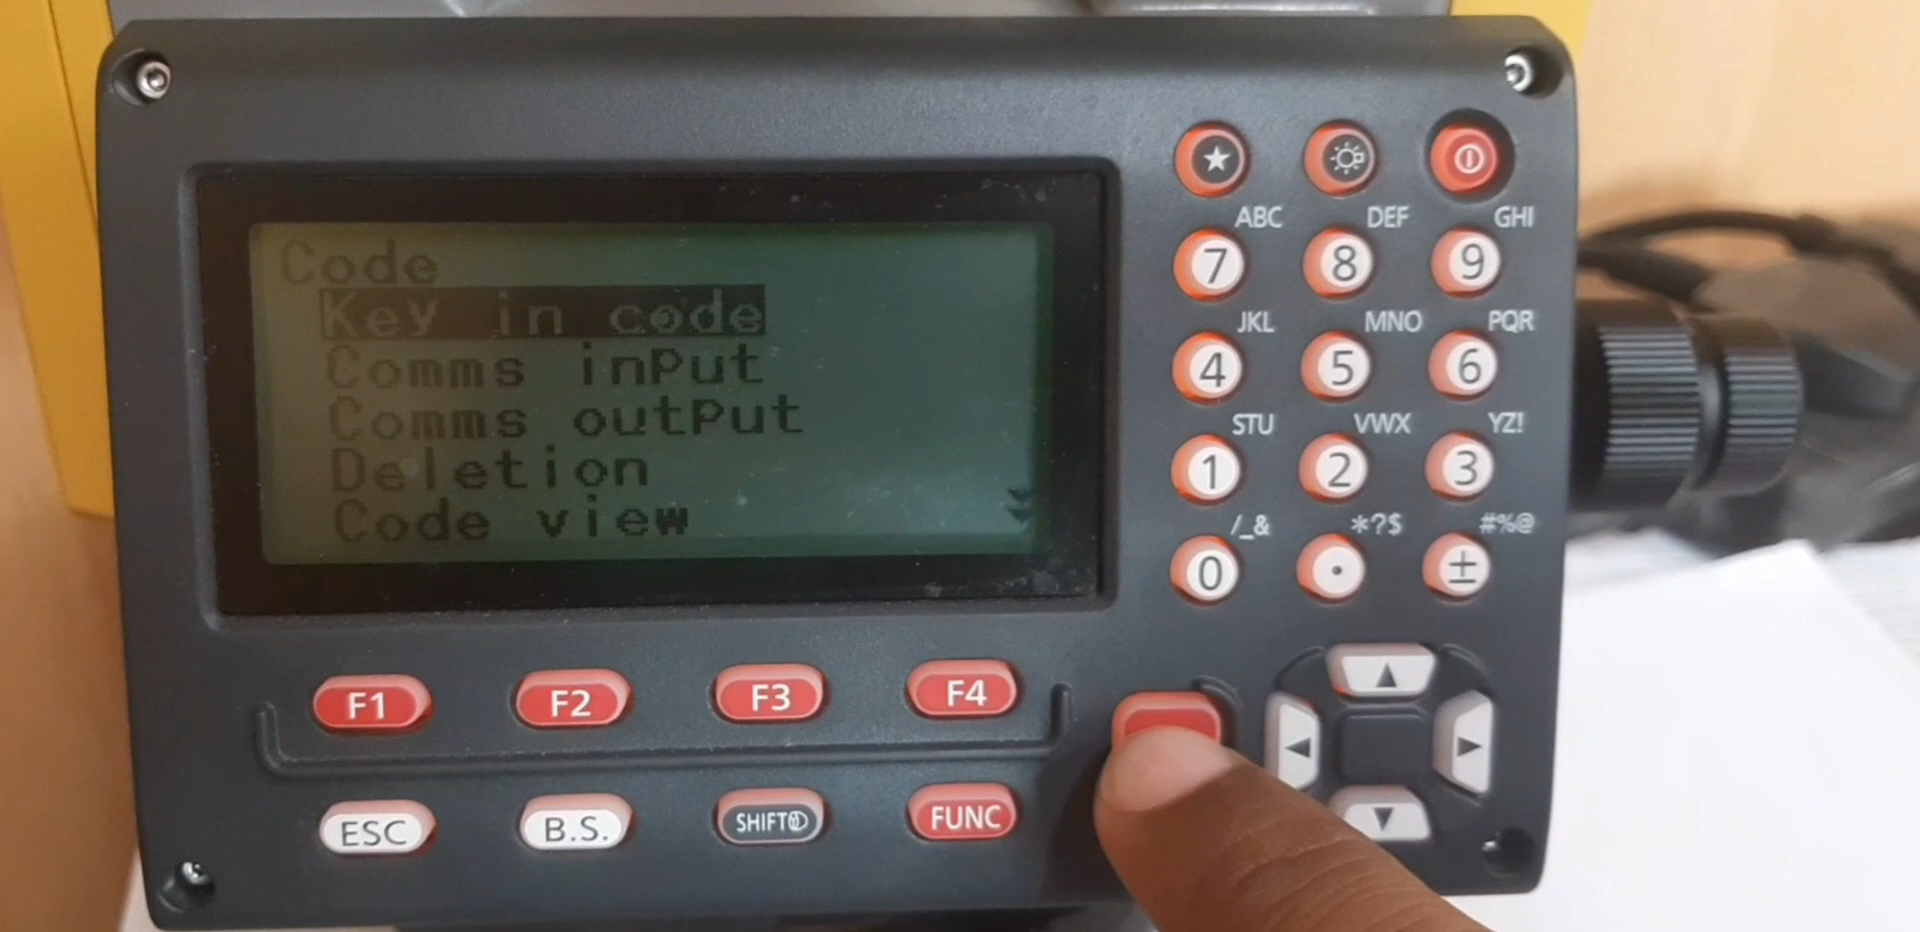 Code
Key in code
Comms input
Comms output
Deletion
Code view
ABC DEF GHI
7 8 9
JKL MNO PQR
4 5 6
STU VWX YZ!
1 2 3
/_& *?$ #%@
0 . ±
F1 F2 F3 F4
ESC B.S. SHIFT FUNC